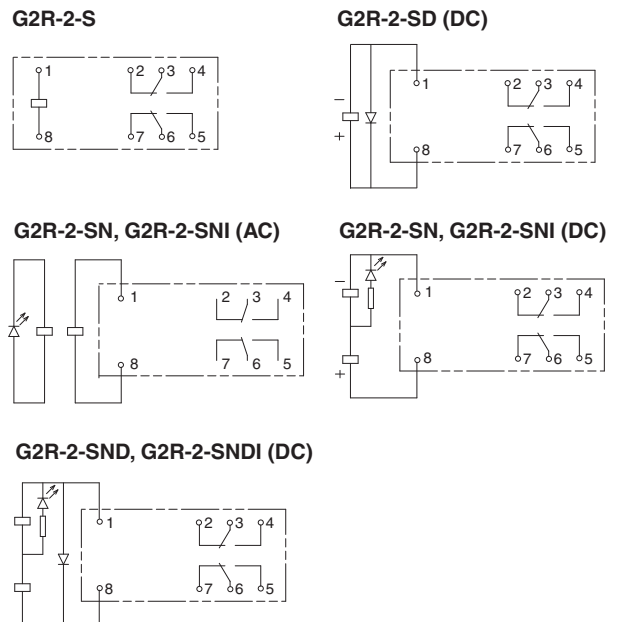 G2R-2-S
1 2 3 4
8 7 6 5
G2R-2-SD (DC)
1 2 3 4
−
+
8 7 6 5
G2R-2-SN, G2R-2-SNI (AC)
1 2 3 4
8 7 6 5
G2R-2-SN, G2R-2-SNI (DC)
−
1 2 3 4
+
8 7 6 5
G2R-2-SND, G2R-2-SNDI (DC)
1 2 3 4
8 7 6 5